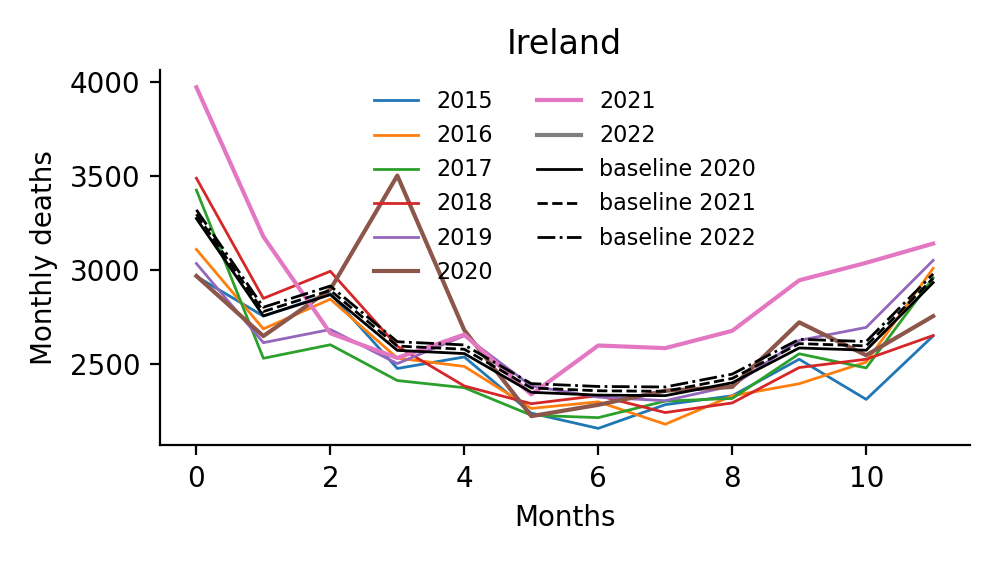 Ireland
Monthly deaths
4000
3500
3000
2500
2015
2016
2017
2018
2019
2020
2021
2022
baseline 2020
baseline 2021
baseline 2022
0 2 4 6 8 10
Months